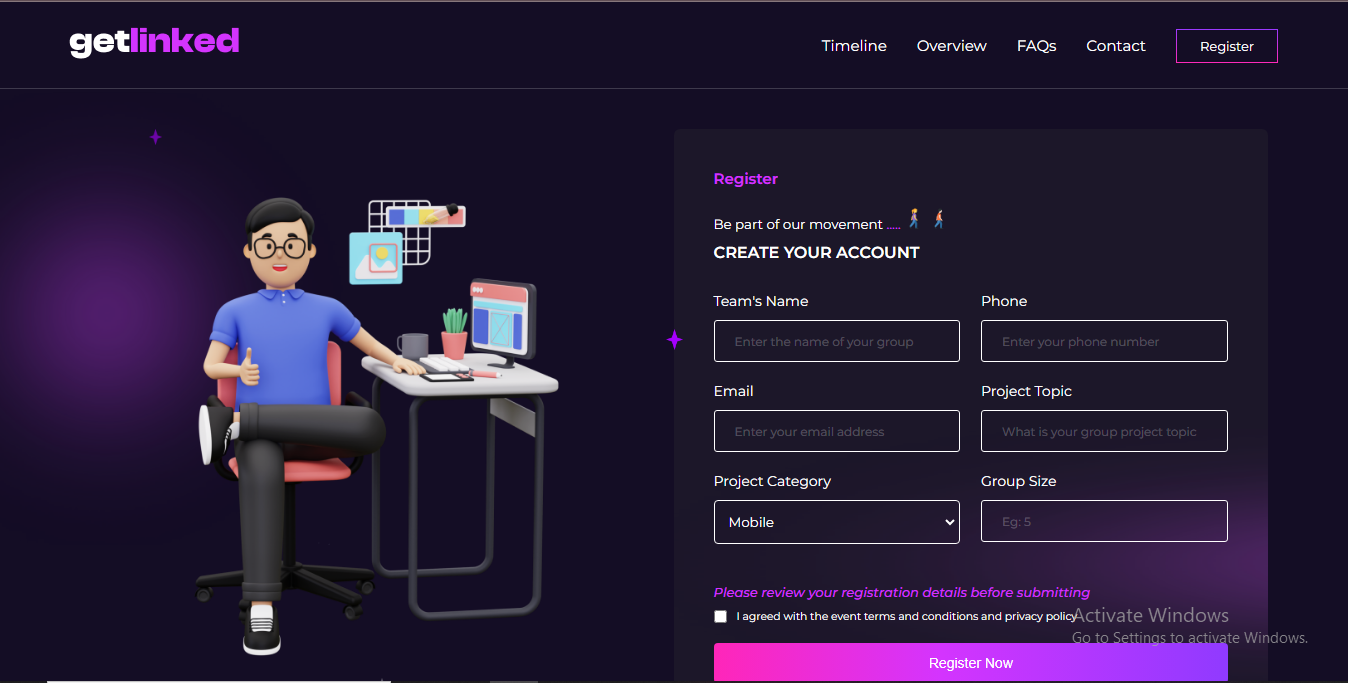 getlinked
Timeline Overview FAQs Contact Register
Register
Be part of our movement .....
CREATE YOUR ACCOUNT
Team's Name Phone
Enter the name of your group Enter your phone number
Email Project Topic
Enter your email address What is your group project topic
Project Category Group Size
Mobile Eg: 5
Please review your registration details before submitting
I agreed with the event terms and conditions and privacy policy
Activate Windows
Go to Settings to activate Windows.
Register Now